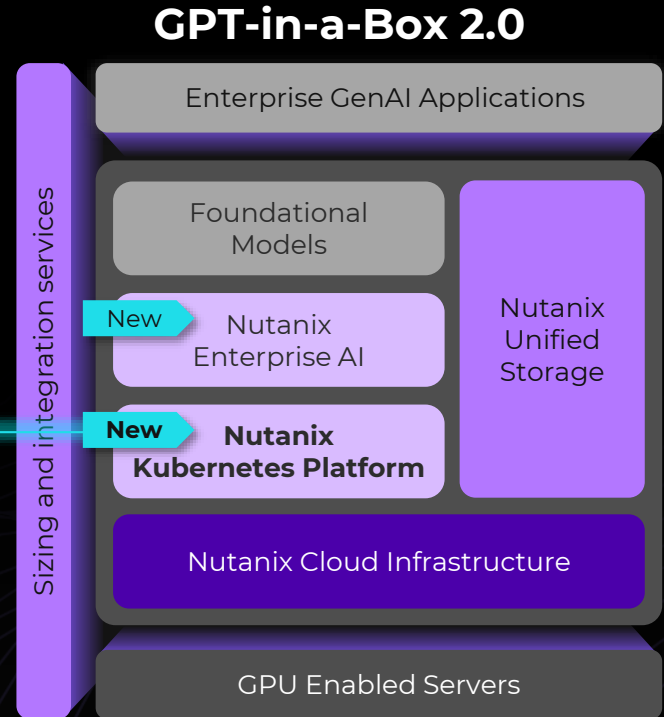 GPT-in-a-Box 2.0
Sizing and integration services
Enterprise GenAI Applications
Foundational
Models
New
Nutanix
Enterprise AI
New
Nutanix
Kubernetes Platform
Nutanix
Unified
Storage
Nutanix Cloud Infrastructure
GPU Enabled Servers